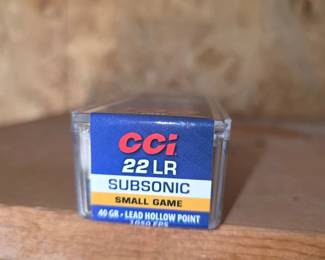 CCi
22 LR
SUBSONIC
SMALL GAME
40 GR • LEAD HOLLOW POINT
1050 FPS